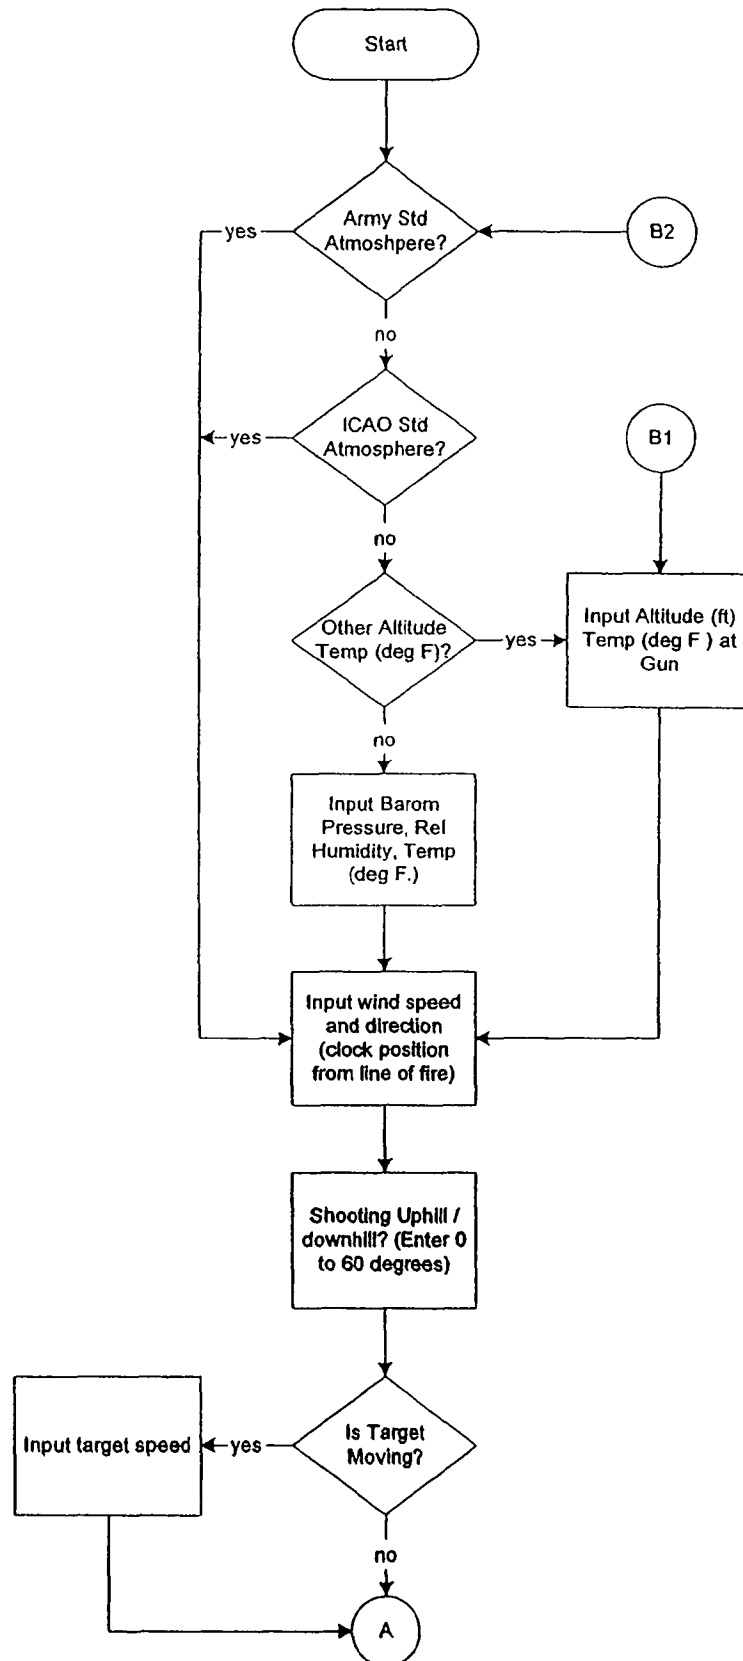 Start
Army Std
Atmoshpere?
yes
B2
no
ICAO Std
Atmosphere?
yes
B1
no
Other Altitude
Temp (deg F)?
yes
Input Altitude (ft)
Temp (deg F ) at
Gun
no
Input Barom
Pressure, Rel
Humidity, Temp
(deg F.)
Input wind speed
and direction
(clock position
from line of fire)
Shooting Uphill /
downhill? (Enter 0
to 60 degrees)
Input target speed
yes
Is Target
Moving?
no
A